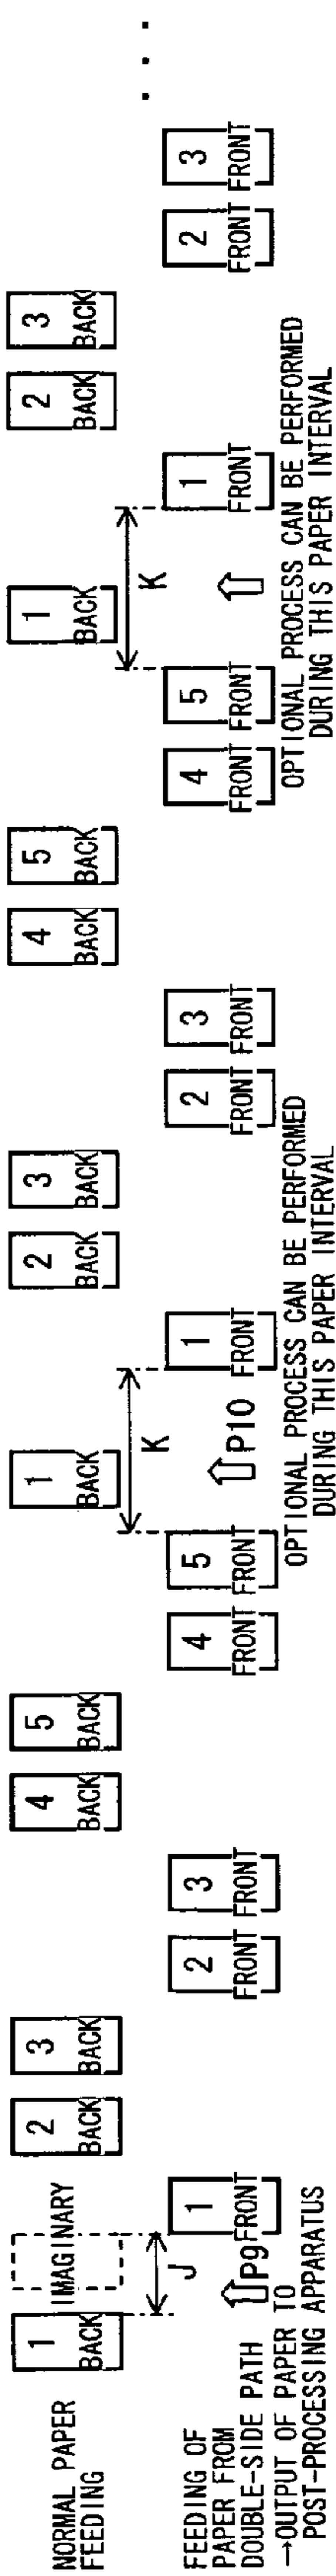 NORMAL PAPER
FEEDING
1
BACK
IMAGINARY
2
BACK
3
BACK
4
BACK
5
BACK
1
BACK
2
BACK
3
BACK
4
BACK
5
BACK
1
BACK
2
BACK
3
BACK
. . .
J
K
K
FEEDING OF
PAPER FROM
DOUBLE-SIDE PATH
→OUTPUT OF PAPER TO
POST-PROCESSING APPARATUS
P9
1
FRONT
2
FRONT
3
FRONT
4
FRONT
5
FRONT
P10
1
FRONT
2
FRONT
3
FRONT
4
FRONT
5
FRONT
1
FRONT
2
FRONT
3
FRONT
OPTIONAL PROCESS CAN BE PERFORMED
DURING THIS PAPER INTERVAL
OPTIONAL PROCESS CAN BE PERFORMED
DURING THIS PAPER INTERVAL